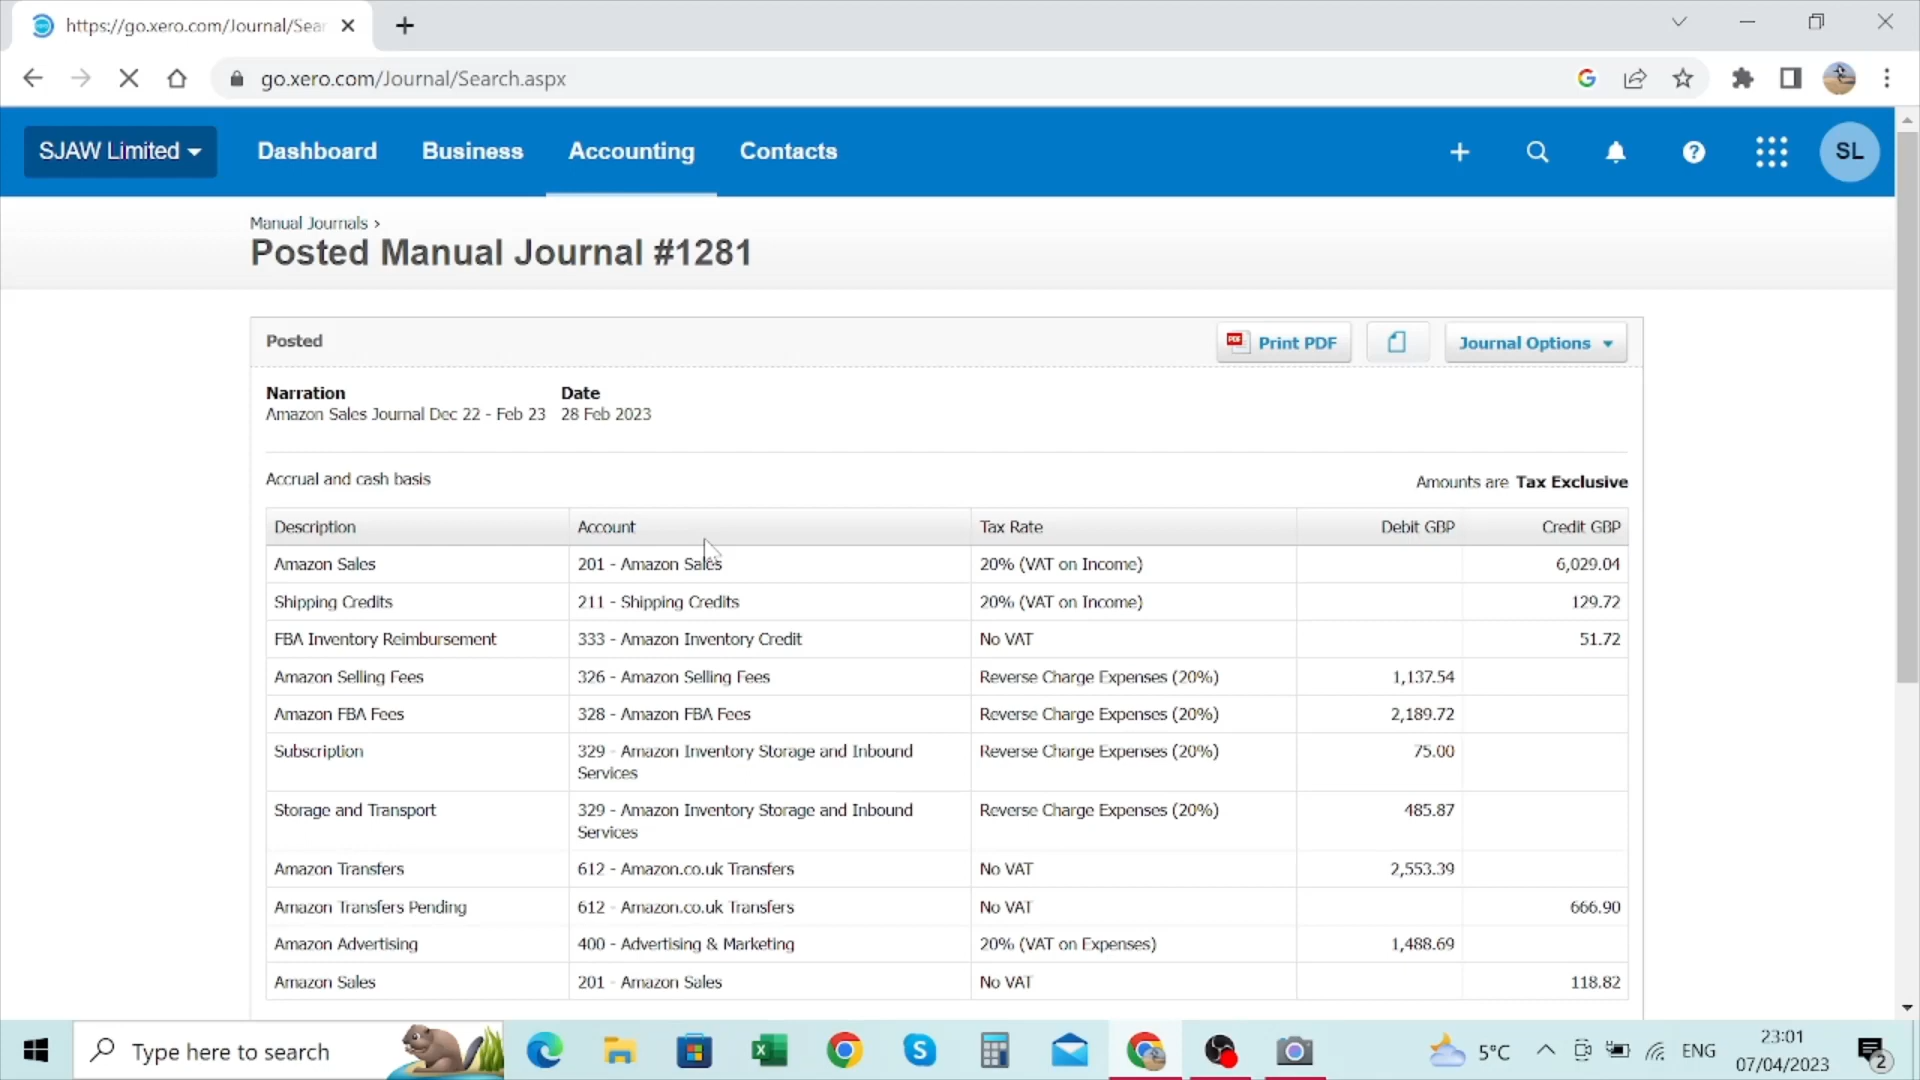 https://go.xero.com/Journal/Sear
go.xero.com/Journal/Search.aspx
SJAW Limited Dashboard Business Accounting Contacts SL
Manual Journals >
Posted Manual Journal #1281
Posted Print PDF Journal Options
Narration Date
Amazon Sales Journal Dec 22 - Feb 23 28 Feb 2023
Accrual and cash basis Amounts are Tax Exclusive
Description Account Tax Rate Debit GBP Credit GBP
Amazon Sales 201 - Amazon Sales 20% (VAT on Income) 6,029.04
Shipping Credits 211 - Shipping Credits 20% (VAT on Income) 129.72
FBA Inventory Reimbursement 333 - Amazon Inventory Credit No VAT 51.72
Amazon Selling Fees 326 - Amazon Selling Fees Reverse Charge Expenses (20%) 1,137.54
Amazon FBA Fees 328 - Amazon FBA Fees Reverse Charge Expenses (20%) 2,189.72
Subscription 329 - Amazon Inventory Storage and Inbound Reverse Charge Expenses (20%) 75.00
Services
Storage and Transport 329 - Amazon Inventory Storage and Inbound Reverse Charge Expenses (20%) 485.87
Services
Amazon Transfers 612 - Amazon.co.uk Transfers No VAT 2,553.39
Amazon Transfers Pending 612 - Amazon.co.uk Transfers No VAT 666.90
Amazon Advertising 400 - Advertising & Marketing 20% (VAT on Expenses) 1,488.69
Amazon Sales 201 - Amazon Sales No VAT 118.82
Type here to search 5°C ENG 23:01
07/04/2023 2